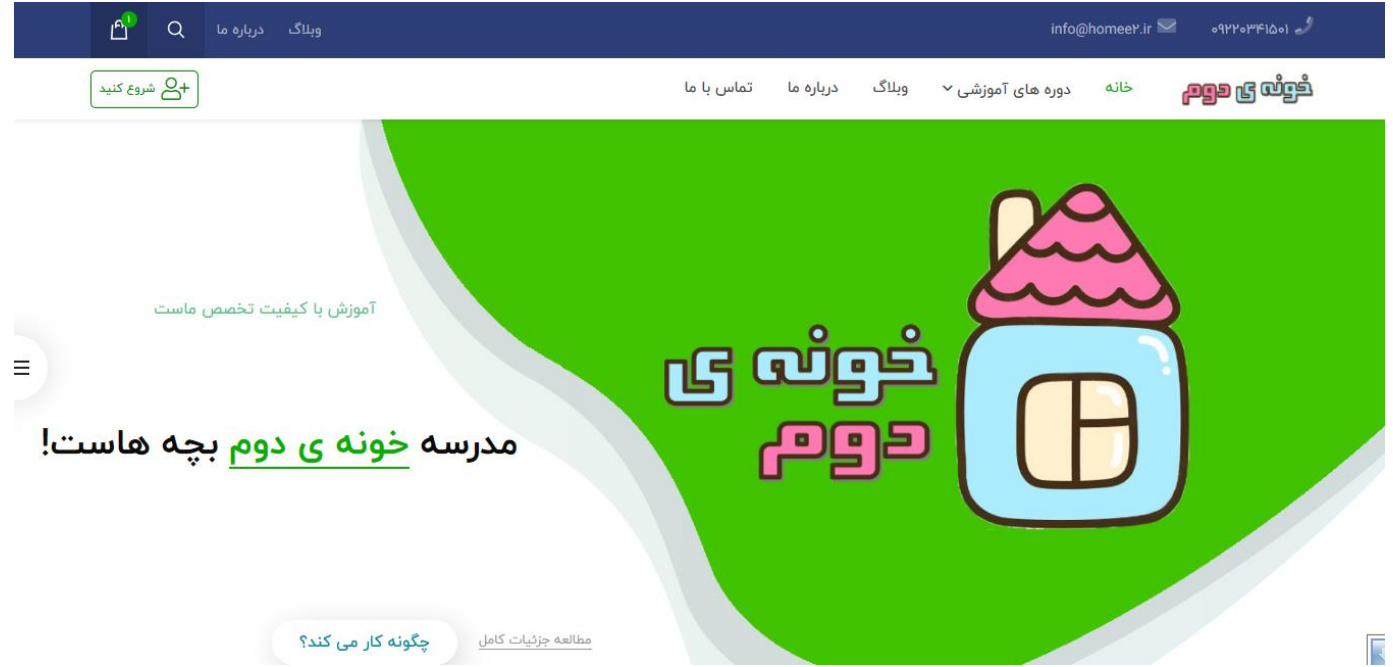 ۰۹۲۲۰۳۴۱۵۰۱ info@homee۲.ir درباره ما وبلاگ ۱
خونه ی دوم خانه دوره های آموزشی وبلاگ درباره ما تماس با ما شروع کنید
خونه ی
دوم
آموزش با کیفیت تخصص ماست
مدرسه خونه ی دوم بچه هاست!
مطالعه جزئیات کامل چگونه کار می کند؟